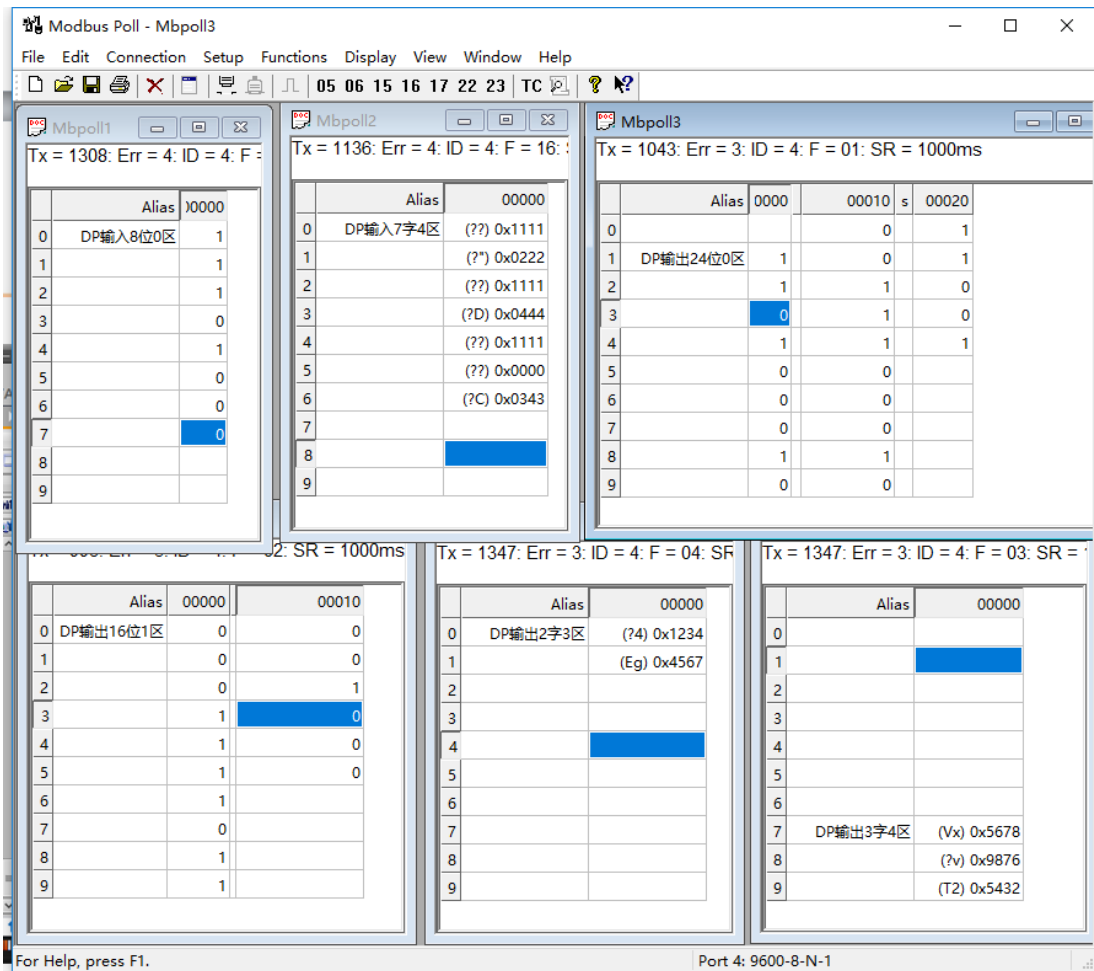 Modbus Poll - Mbpoll3
File Edit Connection Setup Functions Display View Window Help
05 06 15 16 17 22 23 TC
Mbpoll1
Tx = 1308: Err = 4: ID = 4: F =
Alias 0000
0 DP输入8位0区 1
1 1
2 1
3 0
4 1
5 0
6 0
7 0
8
9
Mbpoll2
Tx = 1136: Err = 4: ID = 4: F = 16:
Alias 00000
0 DP输入7字4区 (??) 0x1111
1 (?") 0x0222
2 (??) 0x1111
3 (?D) 0x0444
4 (??) 0x1111
5 (??) 0x0000
6 (?C) 0x0343
7
8
9
Mbpoll3
Tx = 1043: Err = 3: ID = 4: F = 01: SR = 1000ms
Alias 0000 00010 s 00020
0 0 1
1 DP输出24位0区 1 0 1
2 1 1 0
3 0 1 0
4 1 1 1
5 0 0
6 0 0
7 0 0
8 1 1
9 0 0
02: SR = 1000ms
Alias 00000 00010
0 DP输出16位1区 0 0
1 0 0
2 0 1
3 1 0
4 1 0
5 1 0
6 1
7 0
8 1
9 1
Tx = 1347: Err = 3: ID = 4: F = 04: SR
Alias 00000
0 DP输出2字3区 (?4) 0x1234
1 (Eg) 0x4567
2
3
4
5
6
7
8
9
Tx = 1347: Err = 3: ID = 4: F = 03: SR =
Alias 00000
0
1
2
3
4
5
6
7 DP输出3字4区 (Vx) 0x5678
8 (?v) 0x9876
9 (T2) 0x5432
For Help, press F1.
Port 4: 9600-8-N-1